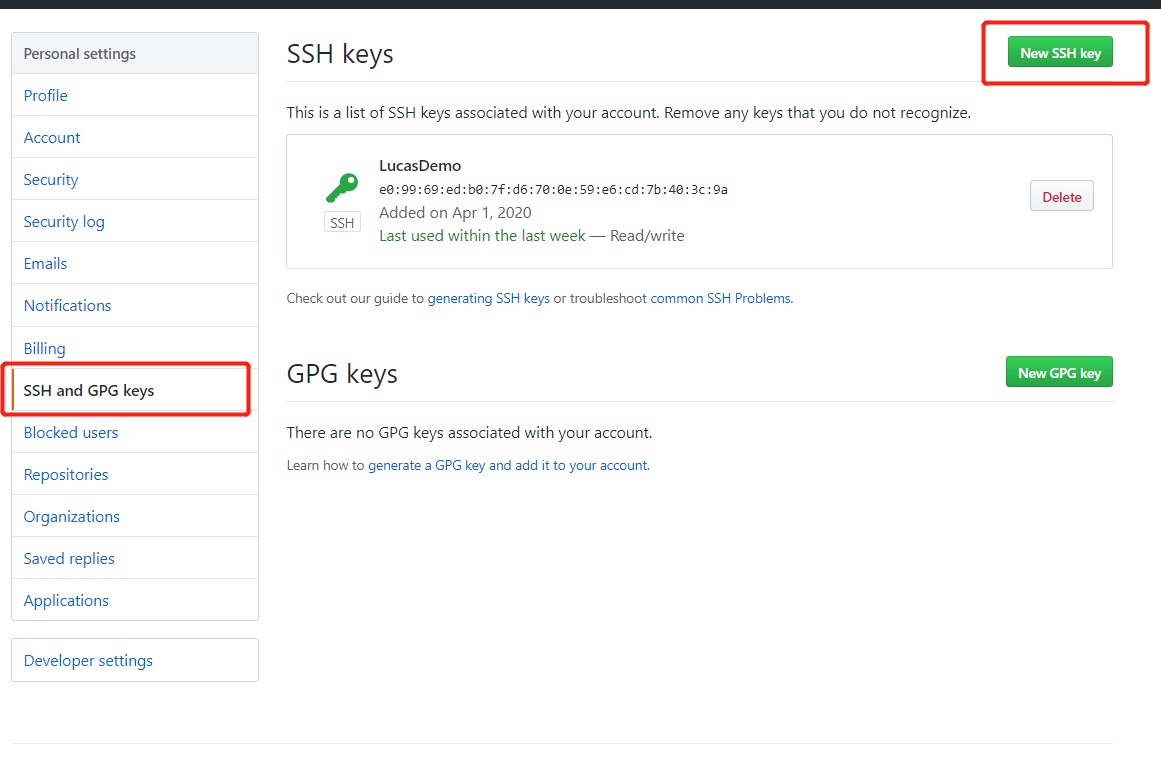 Personal settings
Profile
Account
Security
Security log
Emails
Notifications
Billing
SSH and GPG keys
Blocked users
Repositories
Organizations
Saved replies
Applications
Developer settings
SSH keys
New SSH key
This is a list of SSH keys associated with your account. Remove any keys that you do not recognize.
LucasDemo
e0:99:69:ed:b0:7f:d6:70:0e:59:e6:cd:7b:40:3c:9a
Added on Apr 1, 2020
Last used within the last week — Read/write
SSH
Delete
Check out our guide to generating SSH keys or troubleshoot common SSH Problems.
GPG keys
New GPG key
There are no GPG keys associated with your account.
Learn how to generate a GPG key and add it to your account.